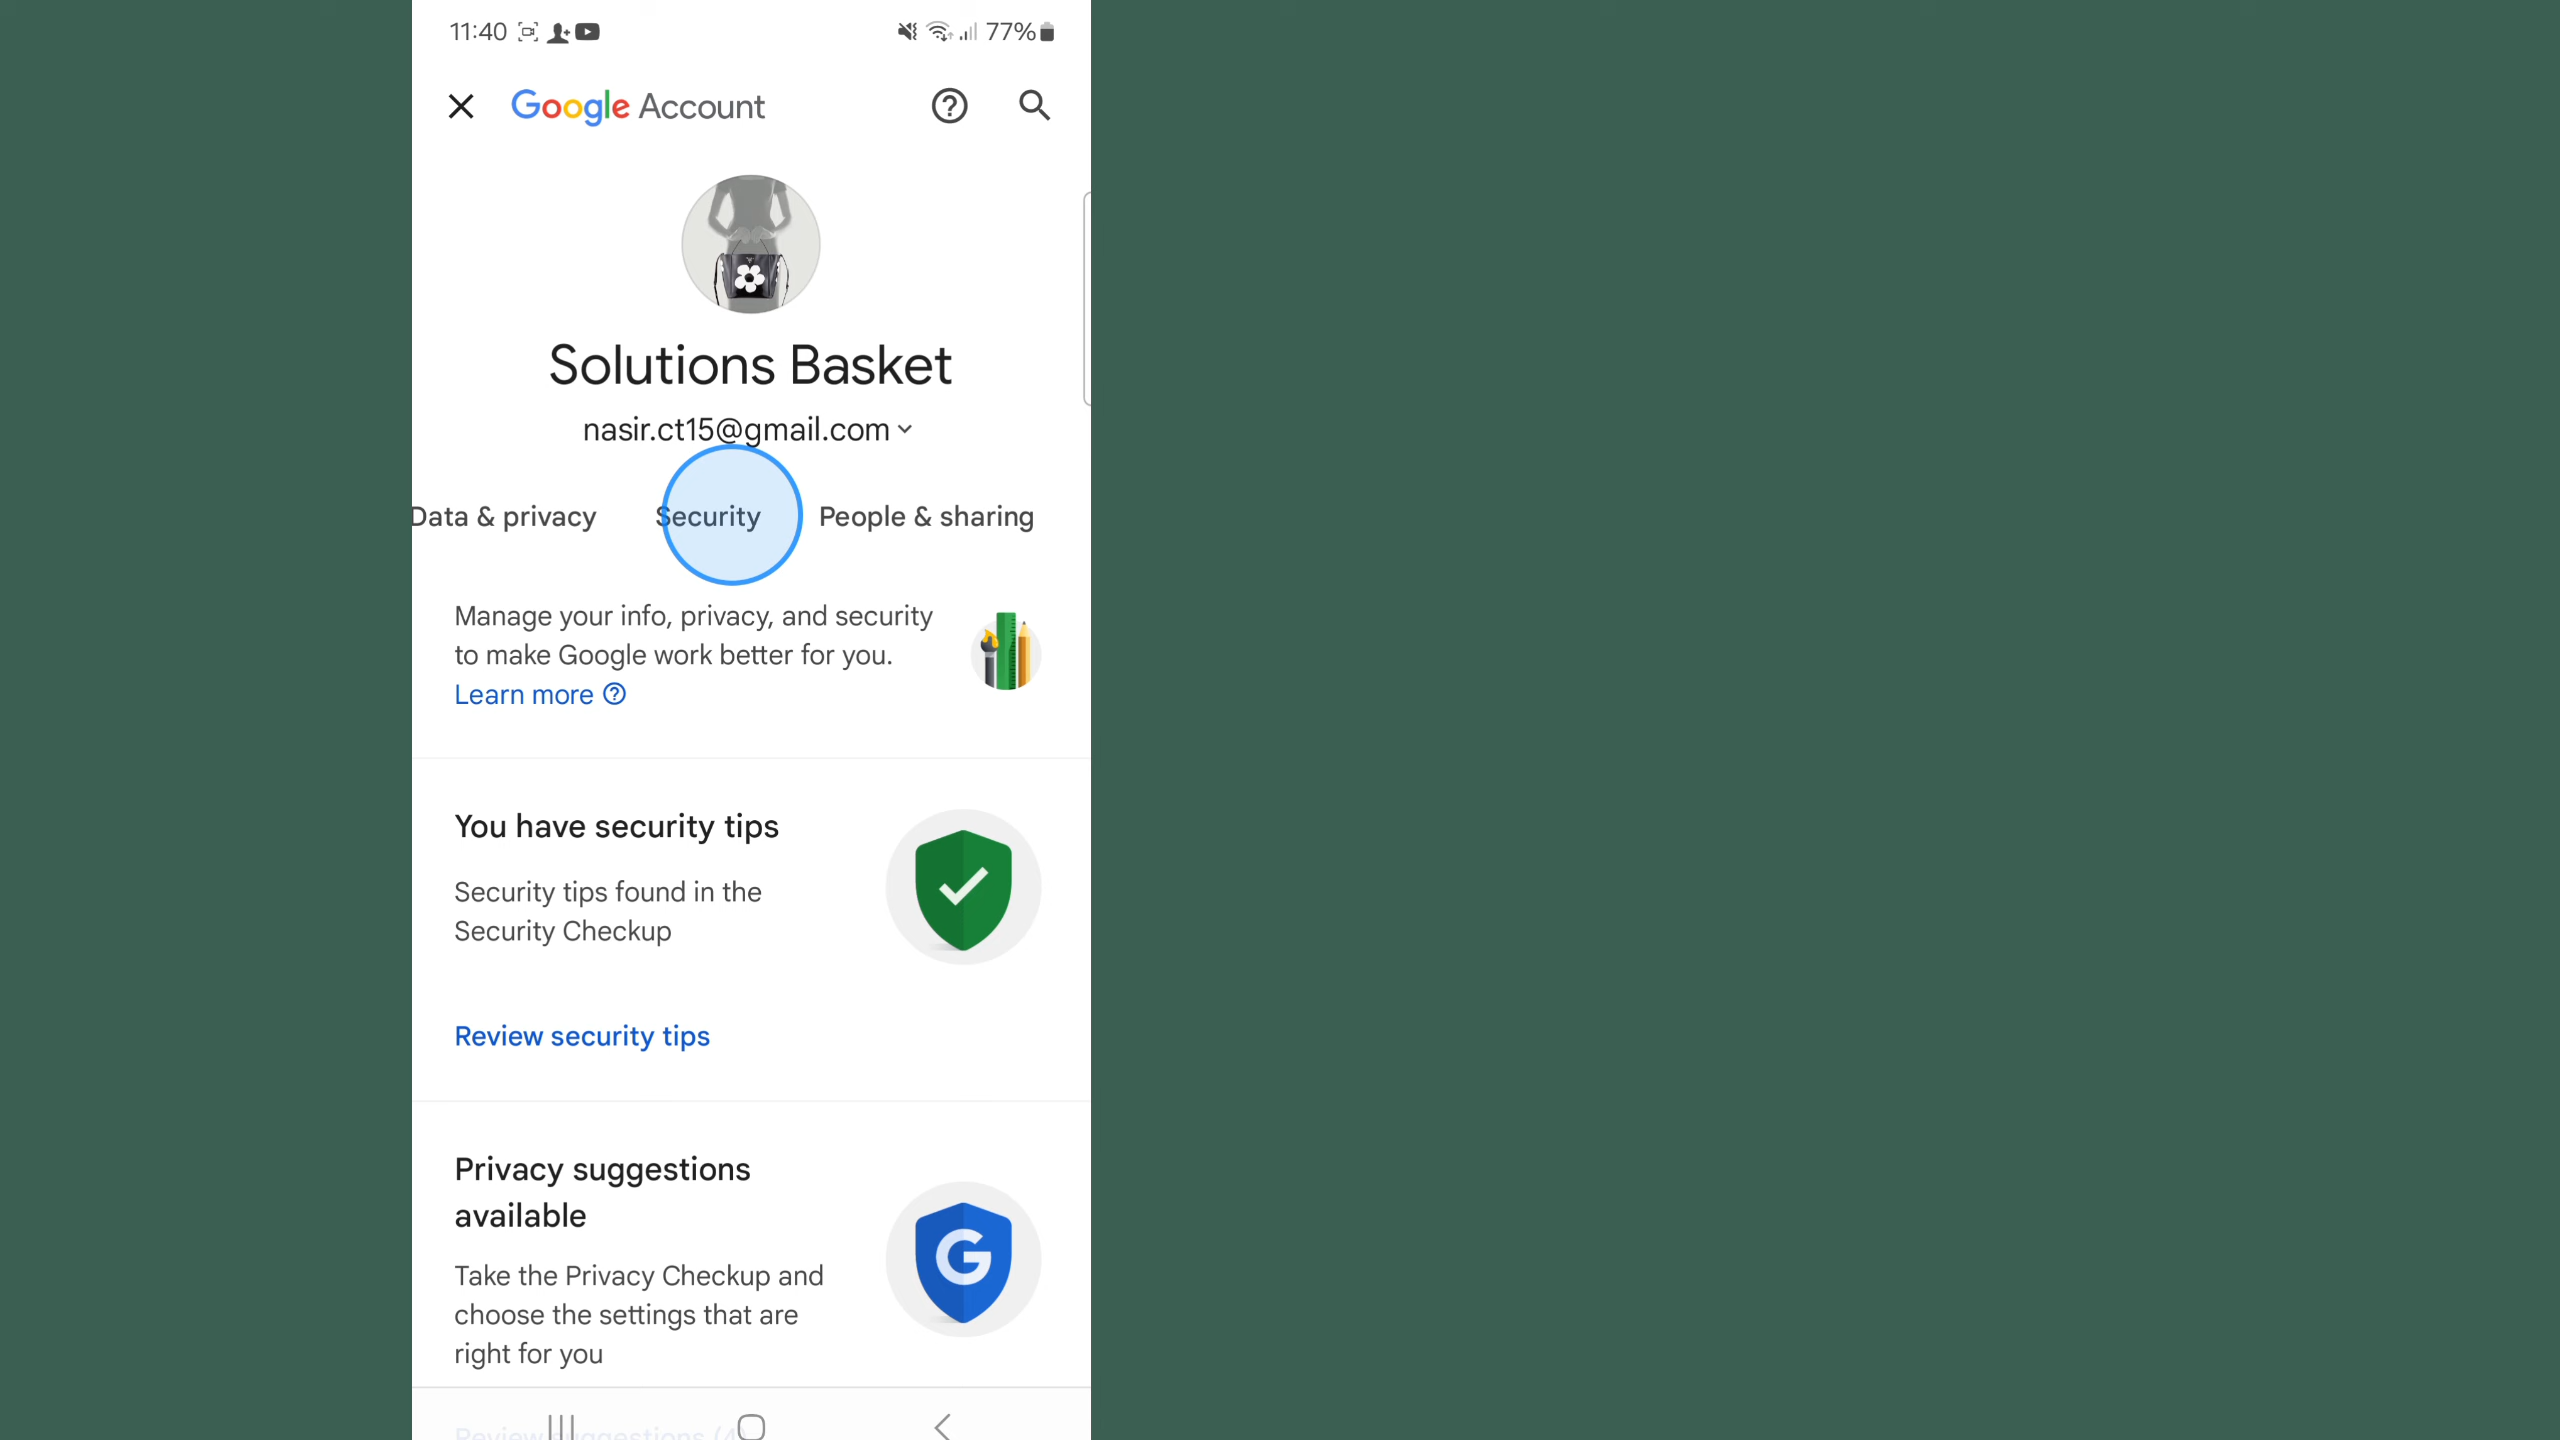 11:40
77%
Google Account
Solutions Basket
nasir.ct15@gmail.com
Data & privacy
Security
People & sharing
Manage your info, privacy, and security
to make Google work better for you.
Learn more
You have security tips
Security tips found in the
Security Checkup
Review security tips
Privacy suggestions
available
Take the Privacy Checkup and
choose the settings that are
right for you
Review suggestions (4)